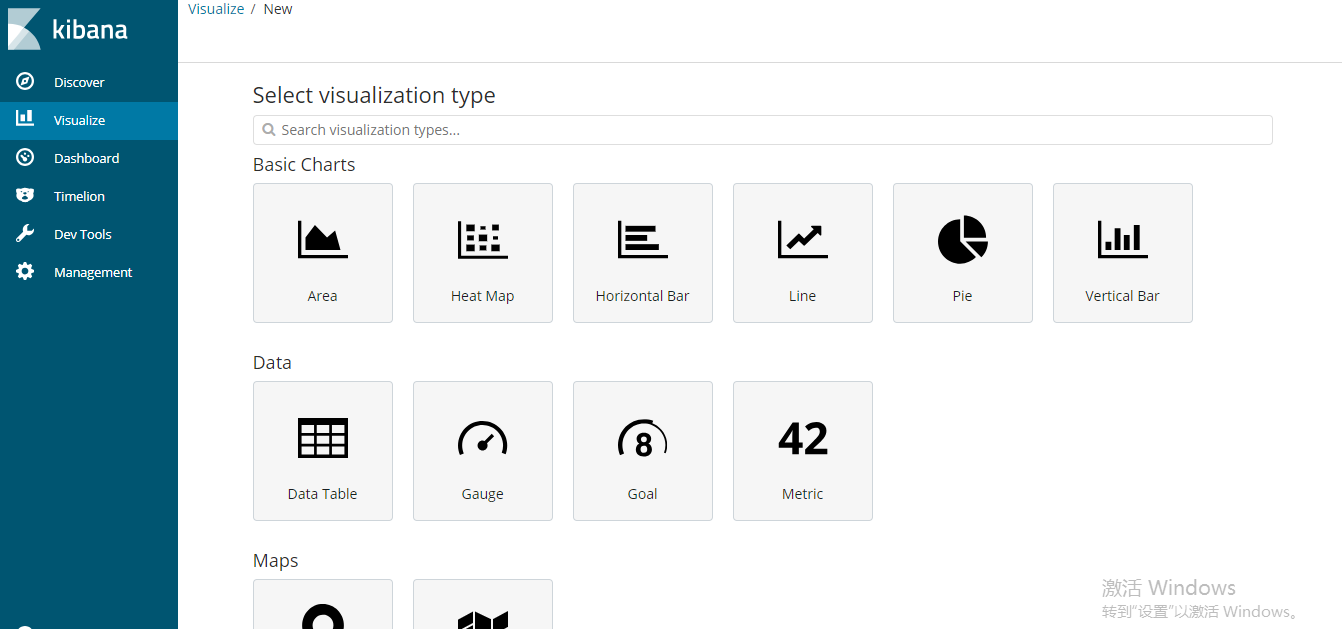 kibana
Discover
Visualize
Dashboard
Timelion
Dev Tools
Management
Visualize / New
Select visualization type
Search visualization types...
Basic Charts
Area
Heat Map
Horizontal Bar
Line
Pie
Vertical Bar
Data
8
42
Data Table
Gauge
Goal
Metric
Maps
激活 Windows
转到"设置"以激活 Windows。